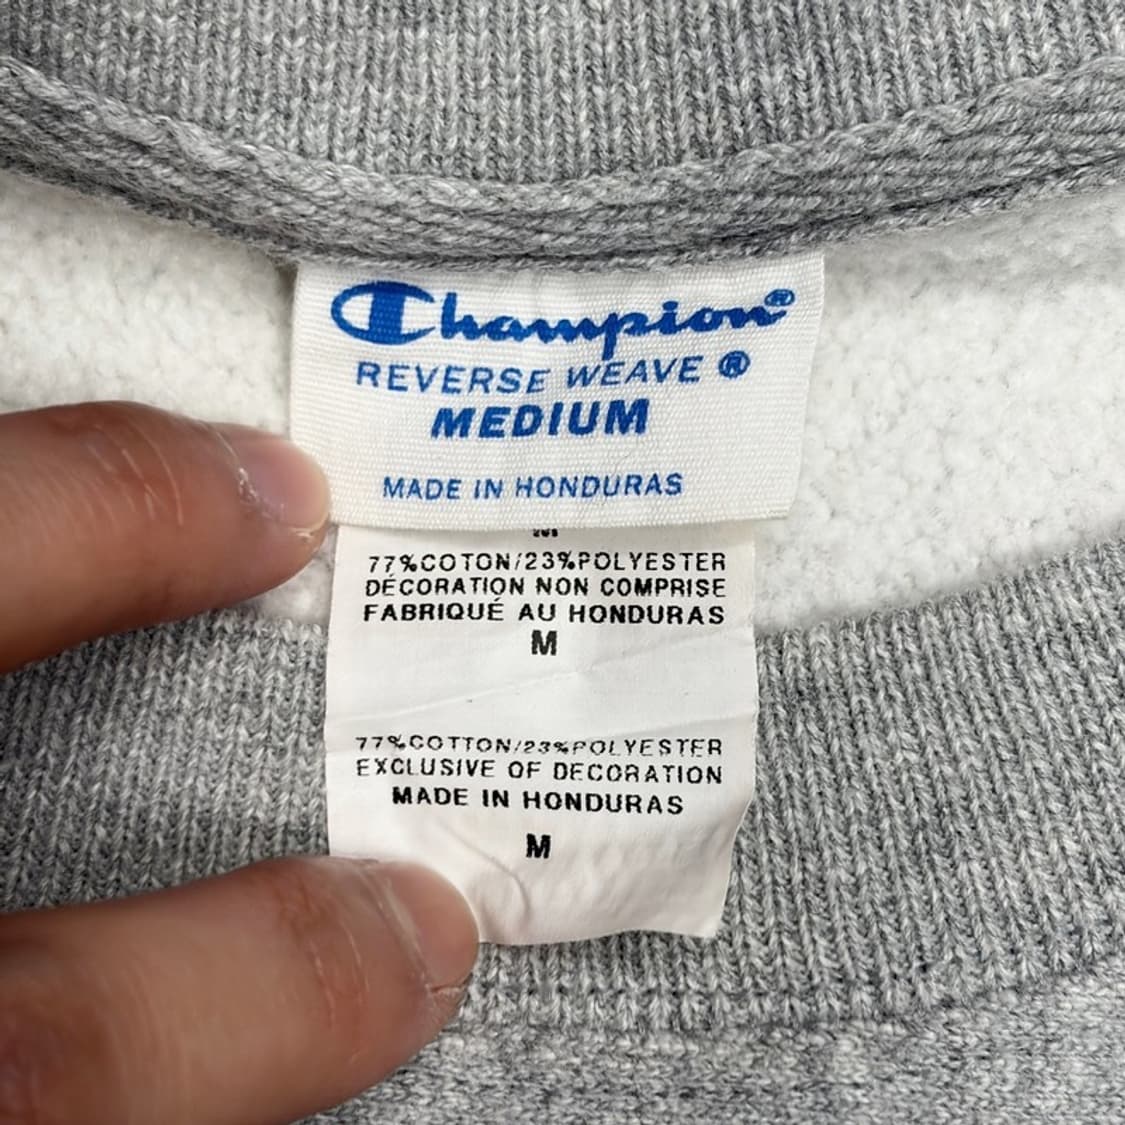 Champion®
REVERSE WEAVE ®
MEDIUM
MADE IN HONDURAS
77%COTON/23%POLYESTER
DÉCORATION NON COMPRISE
FABRIQUÉ AU HONDURAS
M
77%COTTON/23%POLYESTER
EXCLUSIVE OF DECORATION
MADE IN HONDURAS
M